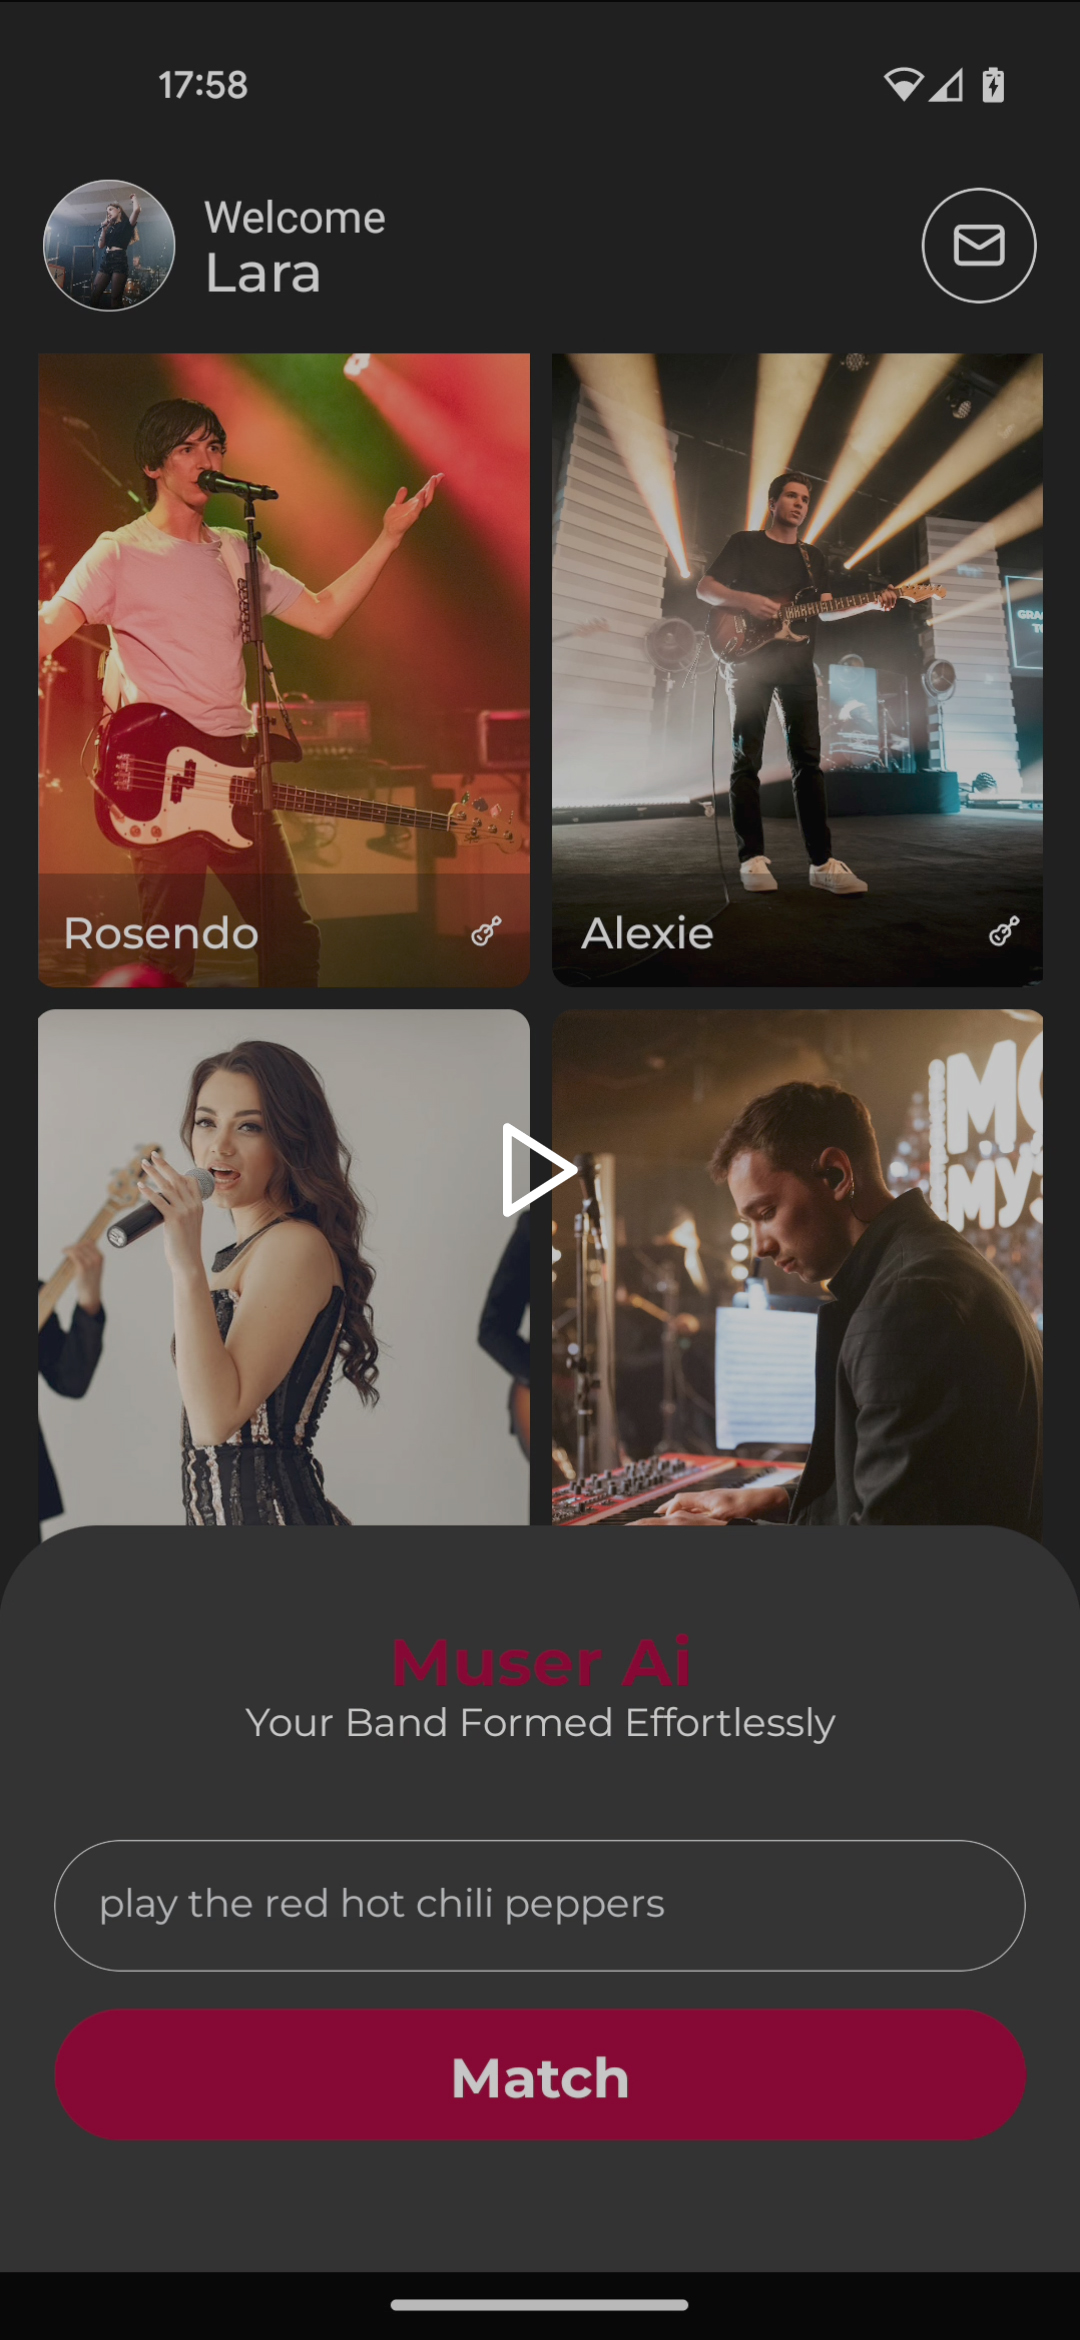 17:58
Welcome
Lara
Rosendo
Alexie
Muser Ai
Your Band Formed Effortlessly
play the red hot chili peppers
Match